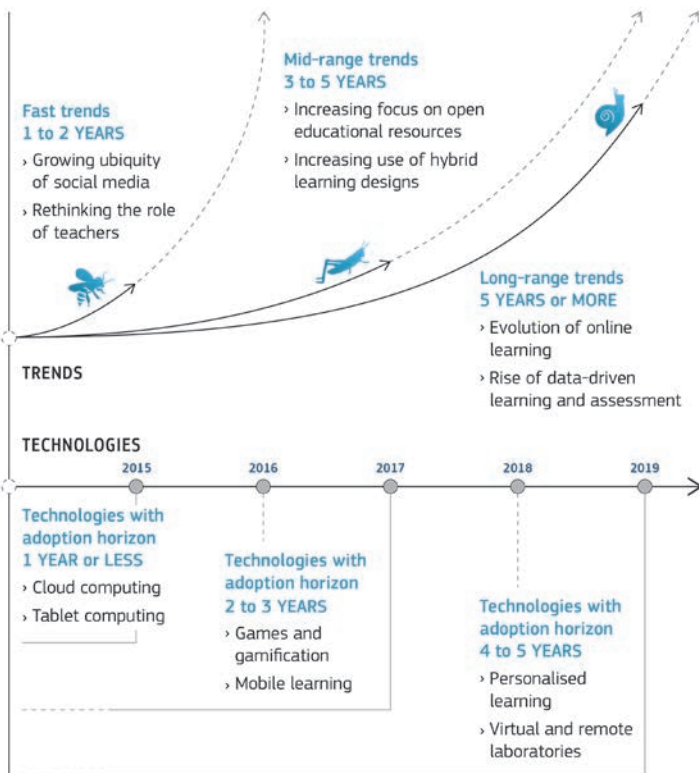 Fast trends
1 to 2 YEARS
› Growing ubiquity
of social media
› Rethinking the role
of teachers
Mid-range trends
3 to 5 YEARS
› Increasing focus on open
educational resources
› Increasing use of hybrid
learning designs
Long-range trends
5 YEARS or MORE
› Evolution of online
learning
› Rise of data-driven
learning and assessment
TRENDS
TECHNOLOGIES
2015
2016
2017
2018
2019
Technologies with
adoption horizon
1 YEAR or LESS
› Cloud computing
› Tablet computing
Technologies with
adoption horizon
2 to 3 YEARS
› Games and
gamification
› Mobile learning
Technologies with
adoption horizon
4 to 5 YEARS
› Personalised
learning
› Virtual and remote
laboratories